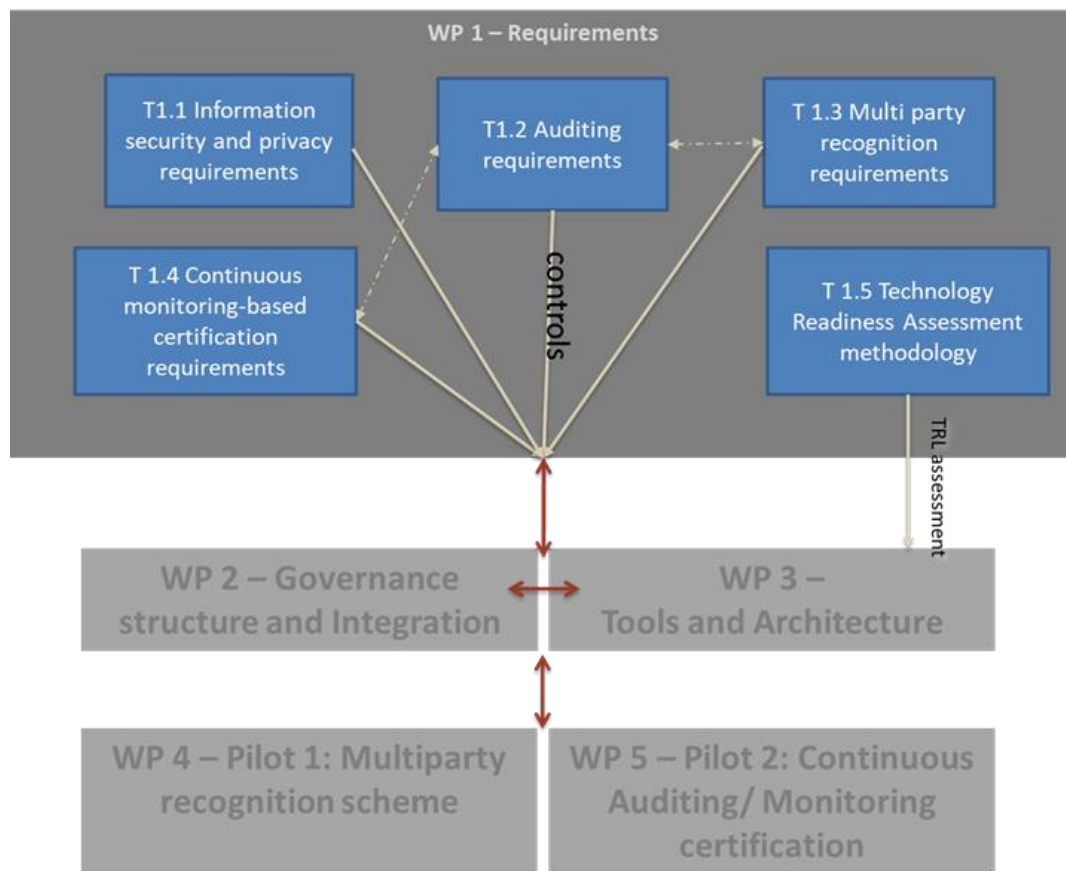 WP 1 – Requirements
T1.1 Information
security and privacy
requirements
T1.2 Auditing
requirements
T 1.3 Multi party
recognition
requirements
T 1.4 Continuous
monitoring-based
certification
requirements
controls
T 1.5 Technology
Readiness Assessment
methodology
TRL assessment
WP 2 – Governance
structure and Integration
WP 3 –
Tools and Architecture
WP 4 – Pilot 1: Multiparty
recognition scheme
WP 5 – Pilot 2: Continuous
Auditing/ Monitoring
certification